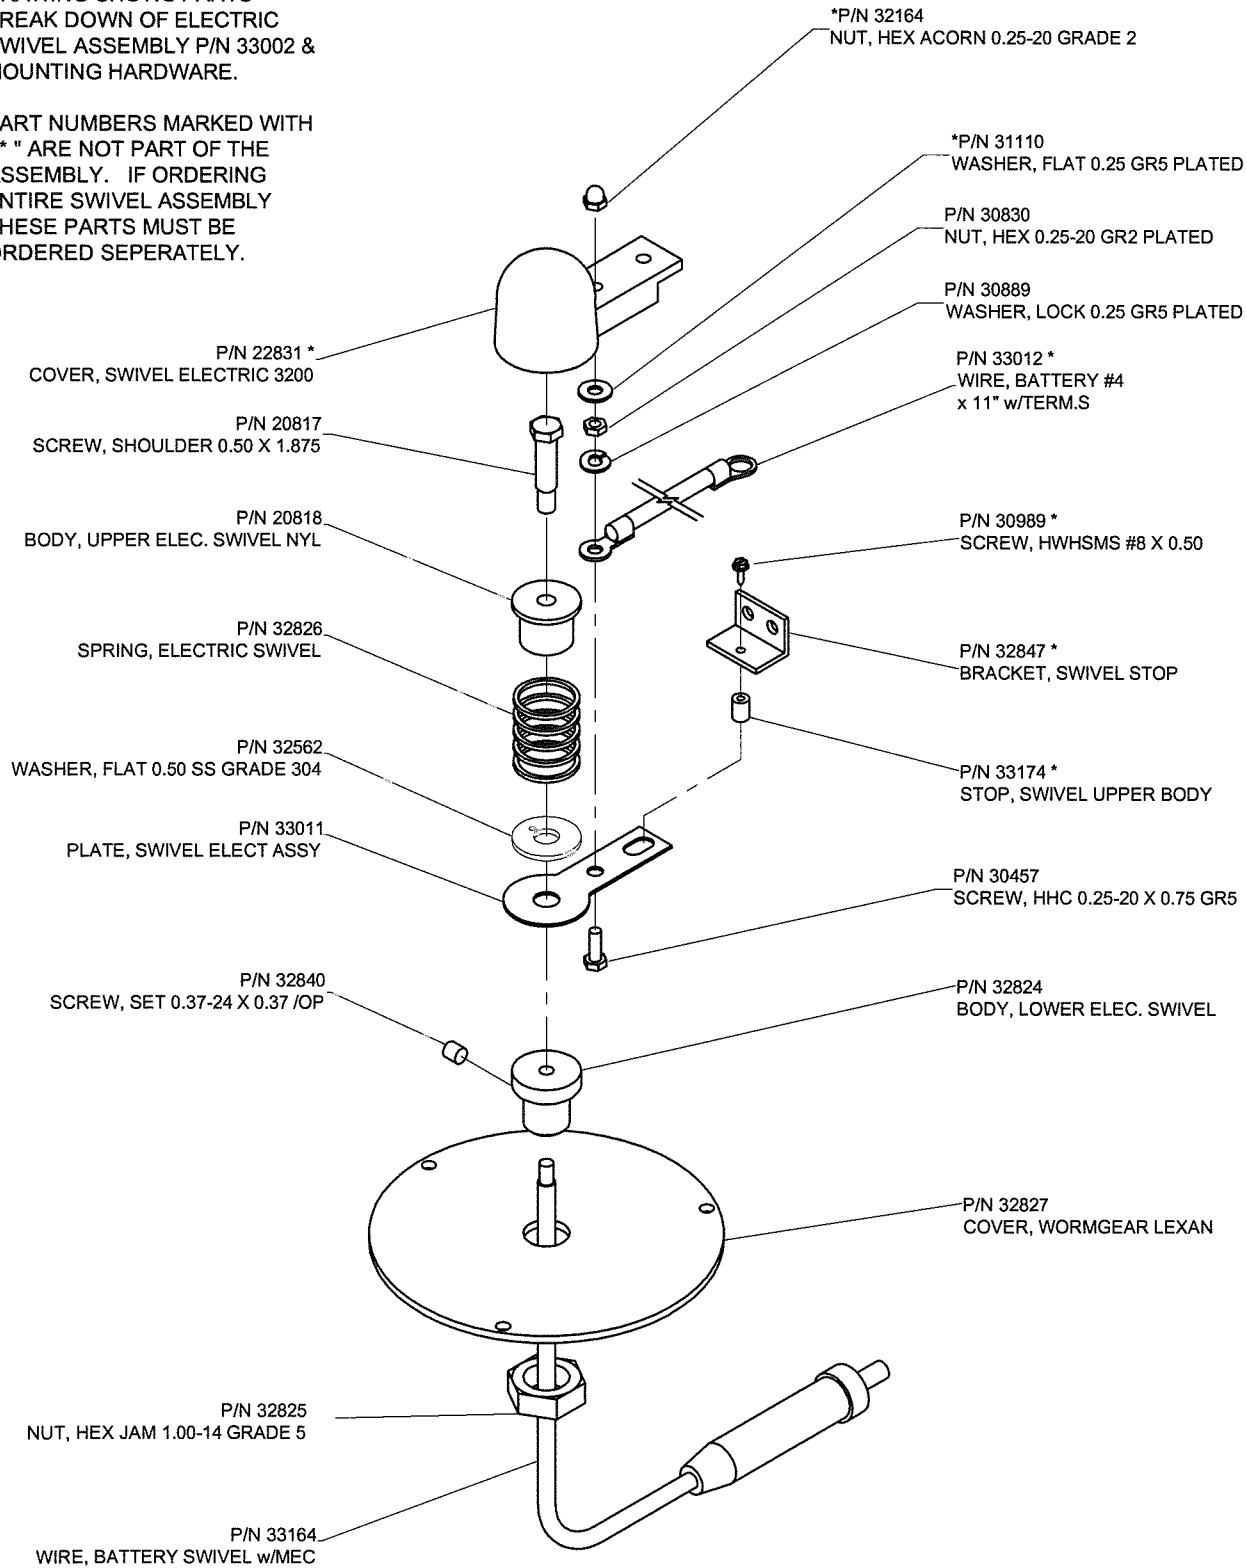 REAK DOWN OF ELECTRIC
WIVEL ASSEMBLY P/N 33002 &
OUNTING HARDWARE.
ART NUMBERS MARKED WITH
* " ARE NOT PART OF THE
SSEMBLY. IF ORDERING
NTIRE SWIVEL ASSEMBLY
HESE PARTS MUST BE
RDERED SEPERATELY.
*P/N 32164
NUT, HEX ACORN 0.25-20 GRADE 2
*P/N 31110
WASHER, FLAT 0.25 GR5 PLATED
P/N 30830
NUT, HEX 0.25-20 GR2 PLATED
P/N 30889
WASHER, LOCK 0.25 GR5 PLATED
P/N 33012 *
WIRE, BATTERY #4
x 11" w/TERM.S
P/N 30989 *
SCREW, HWHSMS #8 X 0.50
P/N 32847 *
BRACKET, SWIVEL STOP
P/N 33174 *
STOP, SWIVEL UPPER BODY
P/N 30457
SCREW, HHC 0.25-20 X 0.75 GR5
P/N 32824
BODY, LOWER ELEC. SWIVEL
P/N 32827
COVER, WORMGEAR LEXAN
P/N 22831 *
COVER, SWIVEL ELECTRIC 3200
P/N 20817
SCREW, SHOULDER 0.50 X 1.875
P/N 20818
BODY, UPPER ELEC. SWIVEL NYL
P/N 32826
SPRING, ELECTRIC SWIVEL
P/N 32562
WASHER, FLAT 0.50 SS GRADE 304
P/N 33011
PLATE, SWIVEL ELECT ASSY
P/N 32840
SCREW, SET 0.37-24 X 0.37 /OP
P/N 32825
NUT, HEX JAM 1.00-14 GRADE 5
P/N 33164
WIRE, BATTERY SWIVEL w/MEC